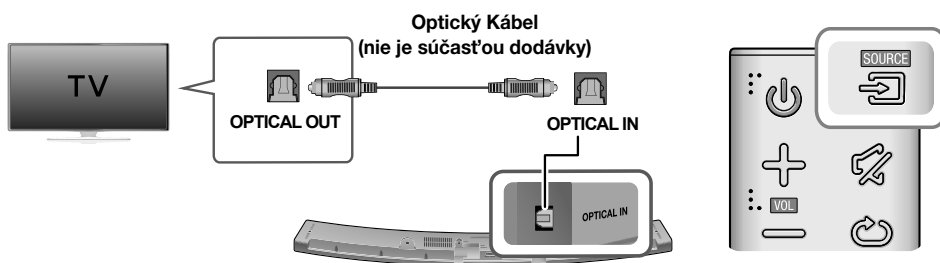 Optický Kábel
(nie je súčasťou dodávky)
TV
OPTICAL OUT
OPTICAL IN
OPTICAL IN
SOURCE
VOL